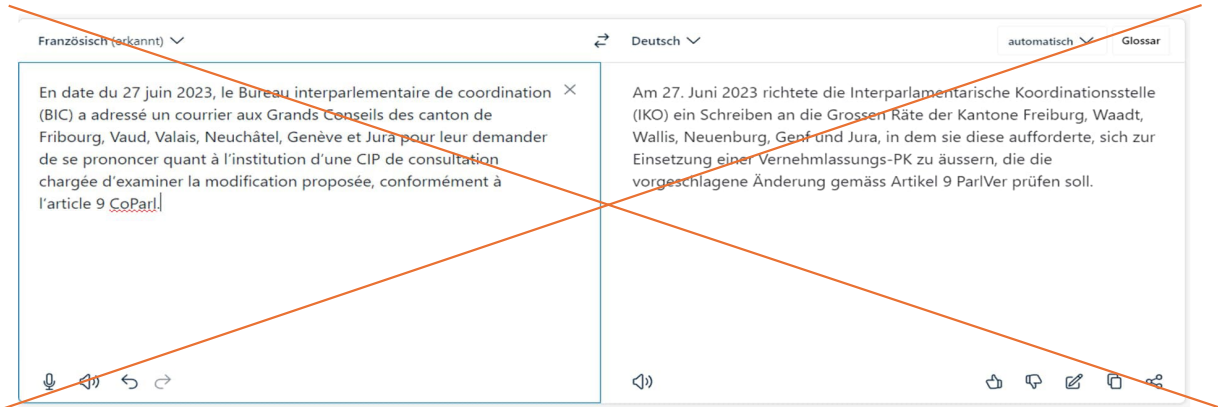 Französisch (erkannt)
Deutsch
automatisch
Glossar
En date du 27 juin 2023, le Bureau interparlementaire de coordination
(BIC) a adressé un courrier aux Grands Conseils des canton de
Fribourg, Vaud, Valais, Neuchâtel, Genève et Jura pour leur demander
de se prononcer quant à l'institution d'une CIP de consultation
chargée d'examiner la modification proposée, conformément à
l'article 9 CoParl.
Am 27. Juni 2023 richtete die Interparlamentarische Koordinationsstelle
(IKO) ein Schreiben an die Grossen Räte der Kantone Freiburg, Waadt,
Wallis, Neuenburg, Genf und Jura, in dem sie diese aufforderte, sich zur
Einsetzung einer Vernehmlassungs-PK zu äussern, die die
vorgeschlagene Änderung gemäss Artikel 9 ParlVer prüfen soll.